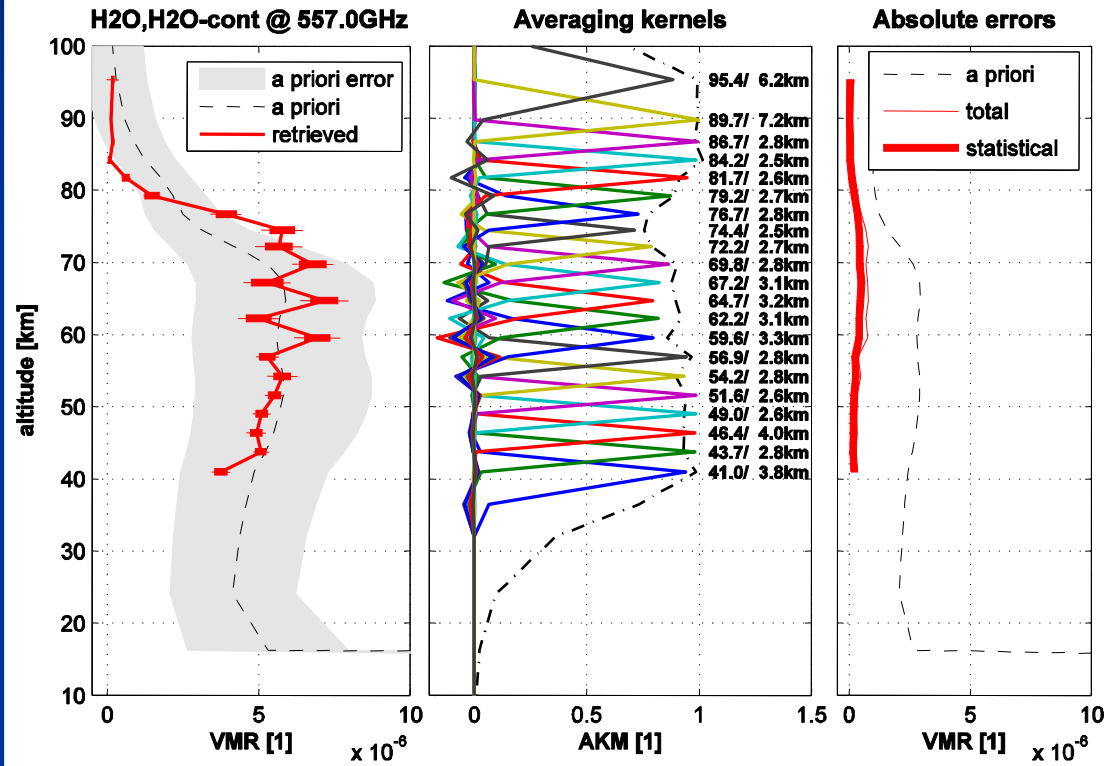 H2O,H2O-cont @ 557.0GHz
Averaging kernels
Absolute errors
altitude [km]
100
90
80
70
60
50
40
30
20
10
a priori error
a priori
retrieved
0
5
10
VMR [1]
x 10^-6
95.4/ 6.2km
89.7/ 7.2km
86.7/ 2.8km
84.2/ 2.5km
81.7/ 2.6km
79.2/ 2.7km
76.7/ 2.8km
74.4/ 2.5km
72.2/ 2.7km
69.8/ 2.8km
67.2/ 3.1km
64.7/ 3.2km
62.2/ 3.1km
59.6/ 3.3km
56.9/ 2.8km
54.2/ 2.8km
51.6/ 2.6km
49.0/ 2.6km
46.4/ 4.0km
43.7/ 2.8km
41.0/ 3.8km
0
0.5
1
1.5
AKM [1]
a priori
total
statistical
0
5
10
VMR [1]
x 10^-6